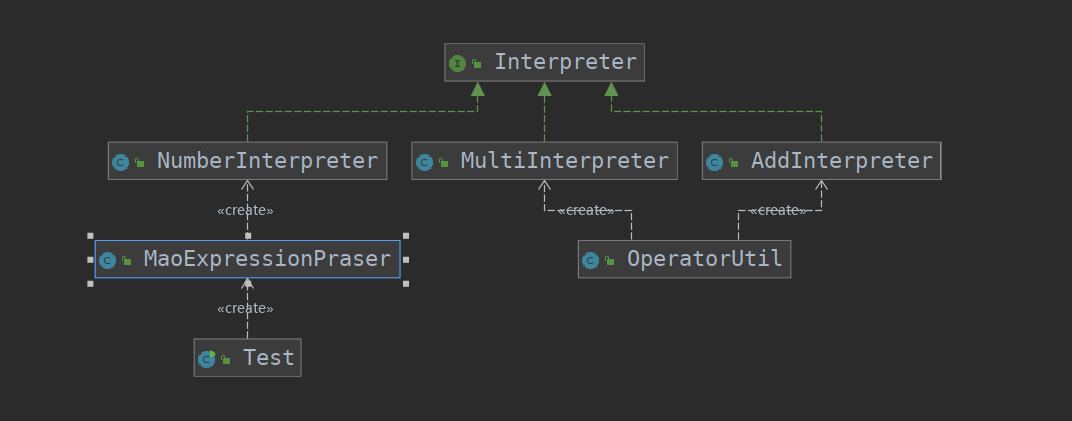 Interpreter
NumberInterpreter
MultiInterpreter
AddInterpreter
«create»
«create»
«create»
MaoExpressionPraser
OperatorUtil
«create»
Test